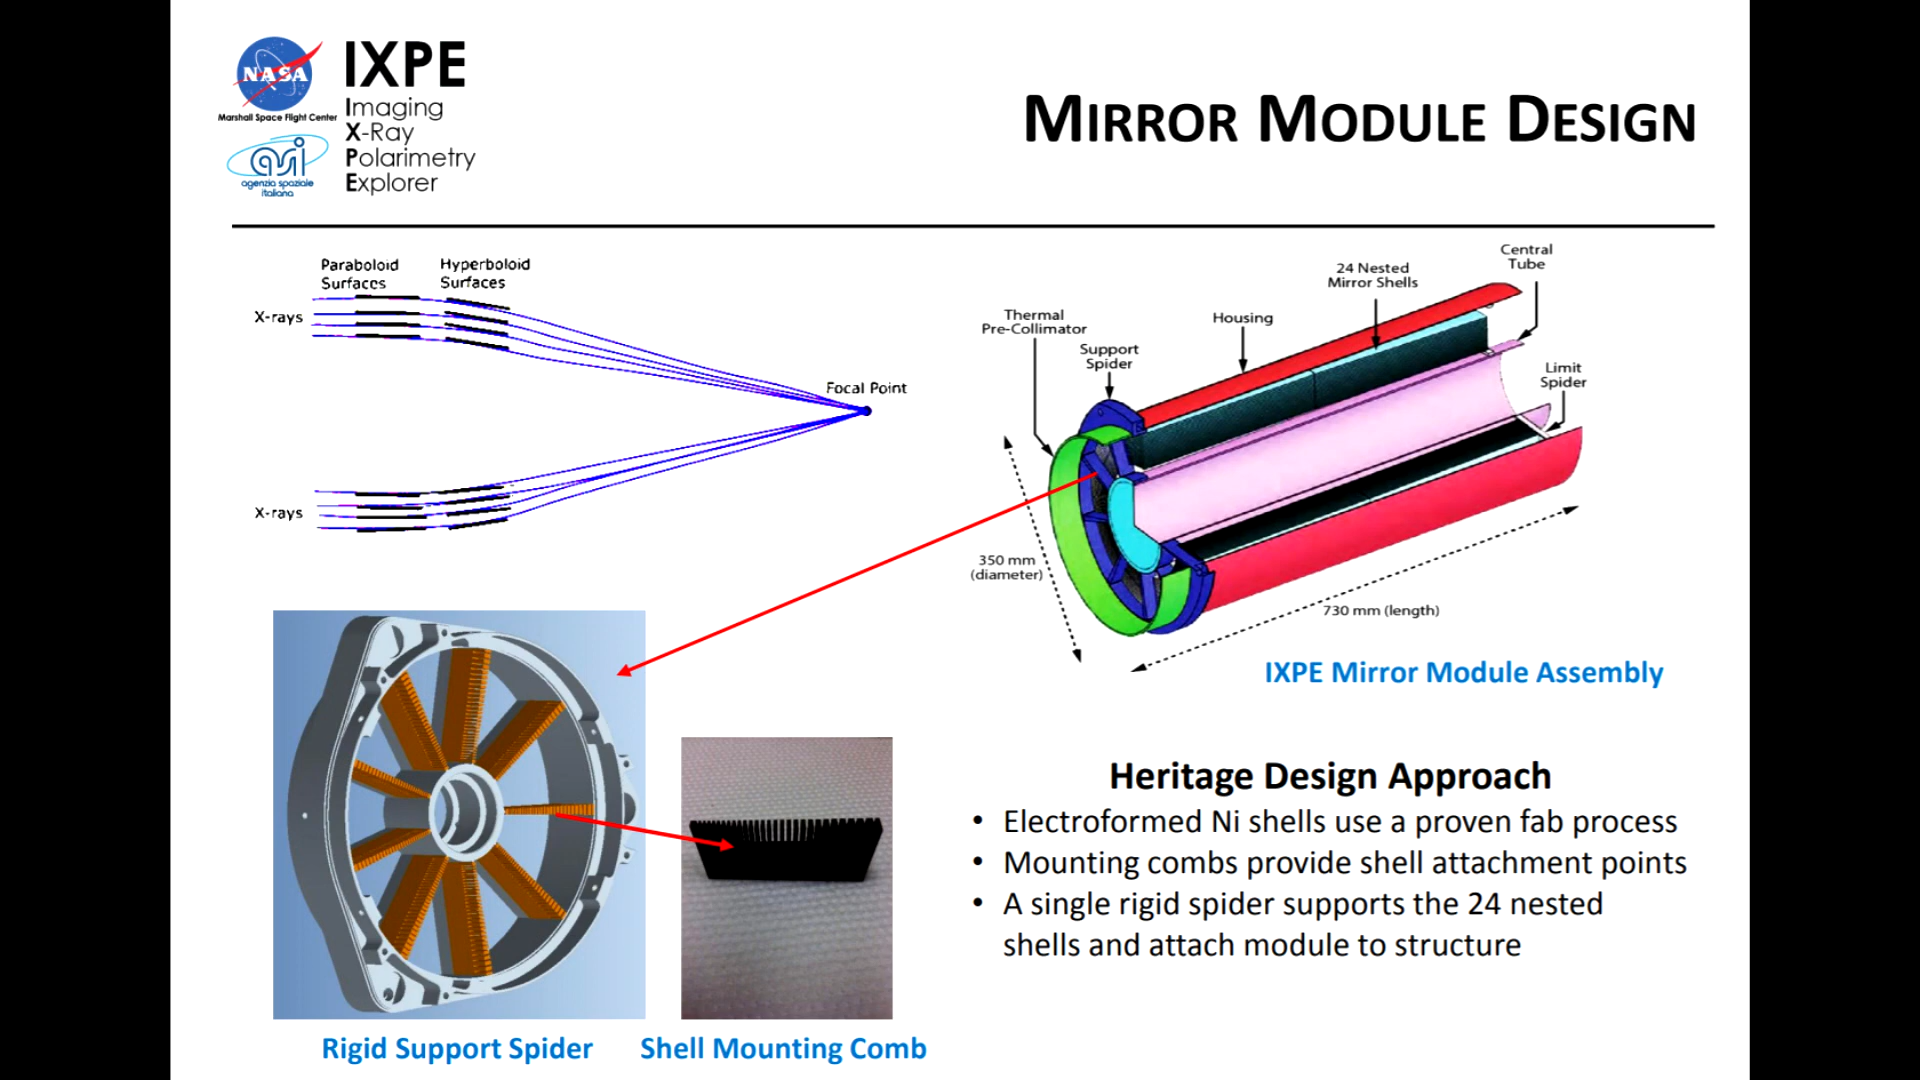 NASA
Marshall Space Flight Center
asi
agenzia spaziale
italiana
IXPE
Imaging
X-Ray
Polarimetry
Explorer
MIRROR MODULE DESIGN
Paraboloid
Surfaces
Hyperboloid
Surfaces
X-rays
Focal Point
X-rays
Central
Tube
24 Nested
Mirror Shells
Housing
Thermal
Pre-Collimator
Support
Spider
Limit
Spider
350 mm
(diameter)
730 mm (length)
IXPE Mirror Module Assembly
Heritage Design Approach
• Electroformed Ni shells use a proven fab process
• Mounting combs provide shell attachment points
• A single rigid spider supports the 24 nested
shells and attach module to structure
Rigid Support Spider
Shell Mounting Comb